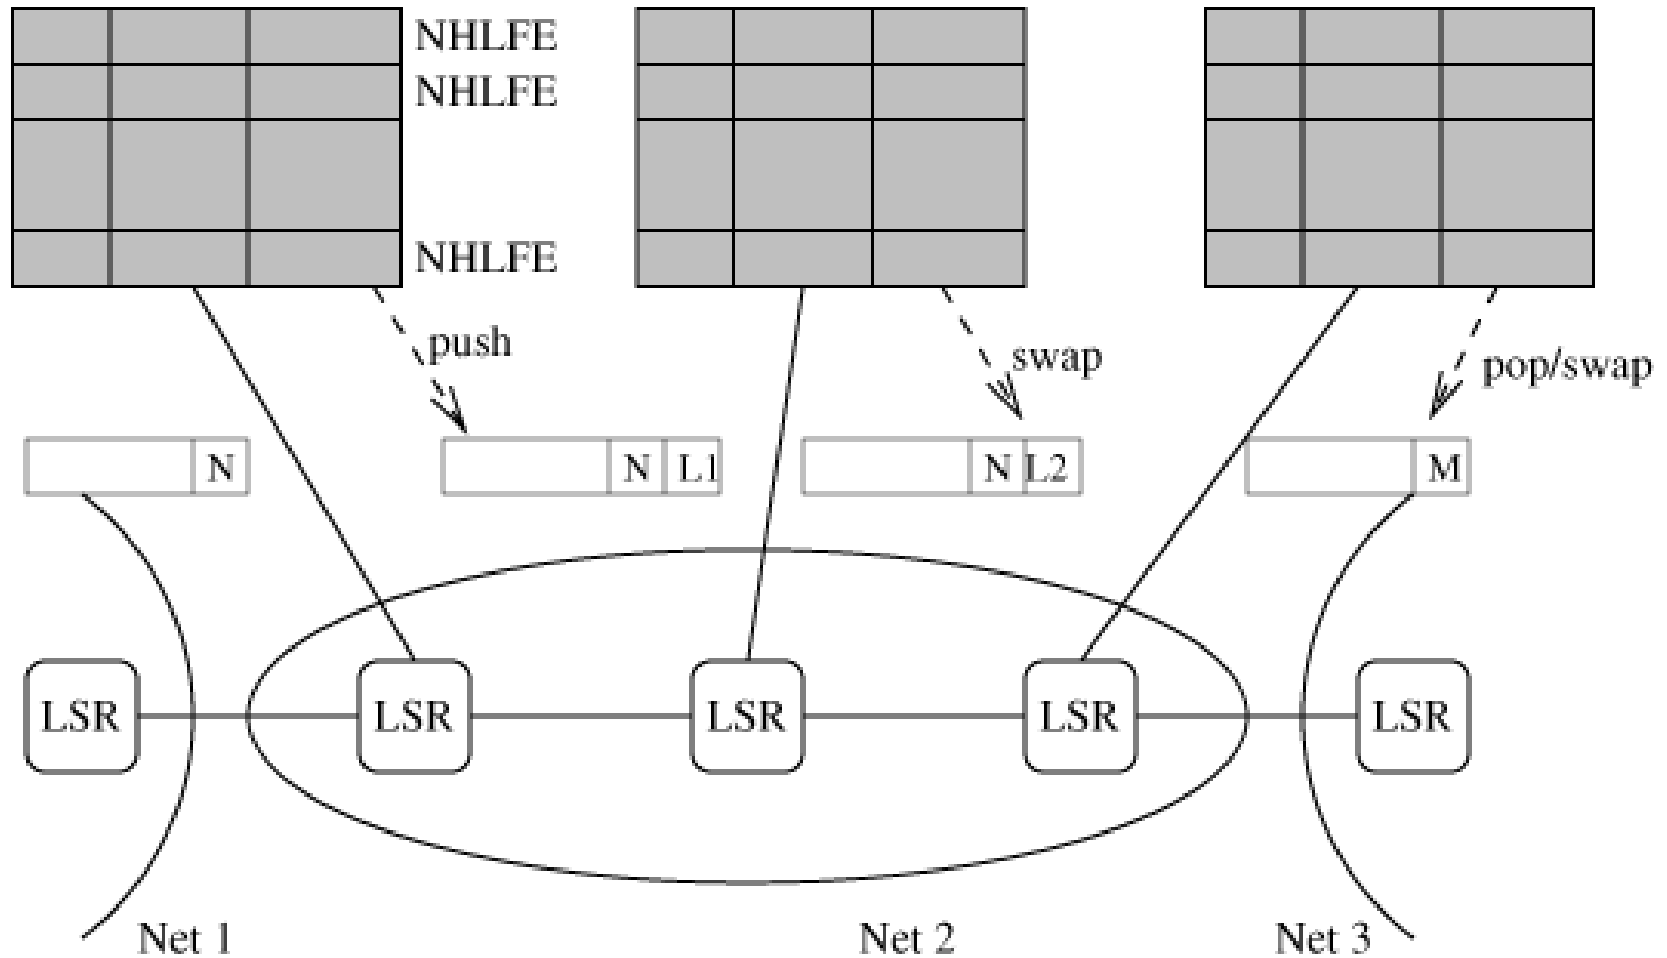 NHLFE
NHLFE
NHLFE
push
swap
pop/swap
N
N L1
N L2
M
LSR LSR LSR LSR LSR
Net 1 Net 2 Net 3